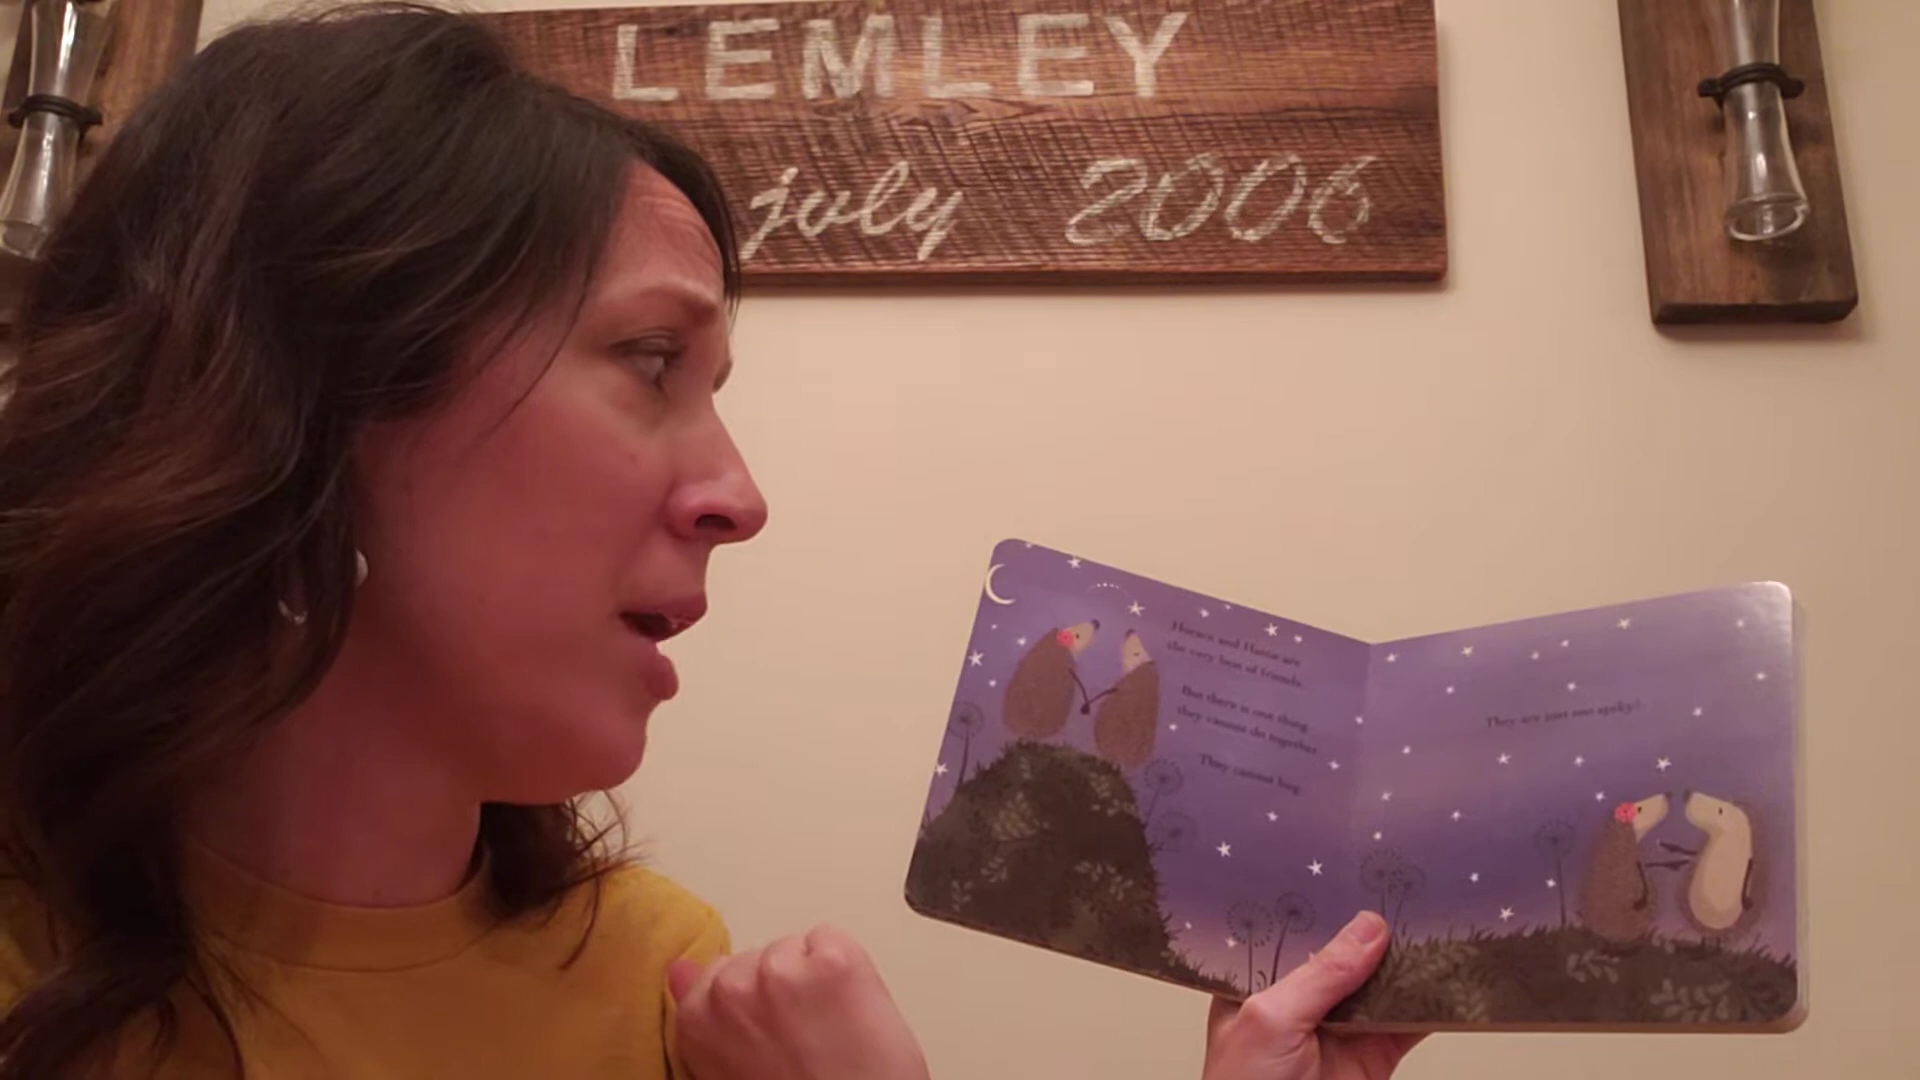 LEMLEY
july 2006
Horace and Hattie are
the very best of friends.
But there is one thing
they cannot do together.
They cannot hug.
They are just too spiky!